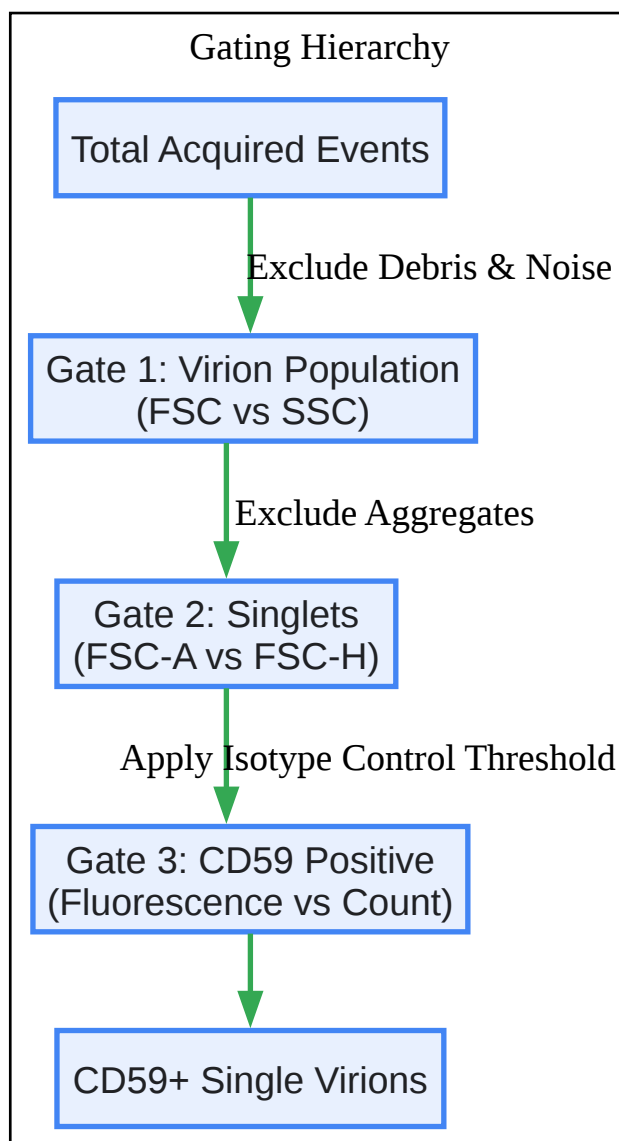 Gating Hierarchy
Total Acquired Events
Exclude Debris & Noise
Gate 1: Virion Population
(FSC vs SSC)
Exclude Aggregates
Gate 2: Singlets
(FSC-A vs FSC-H)
Apply Isotype Control Threshold
Gate 3: CD59 Positive
(Fluorescence vs Count)
CD59+ Single Virions